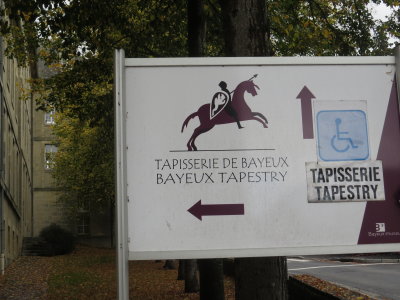 TAPISSERIE DE BAYEUX
BAYEUX TAPESTRY
TAPISSERIE
TAPESTRY